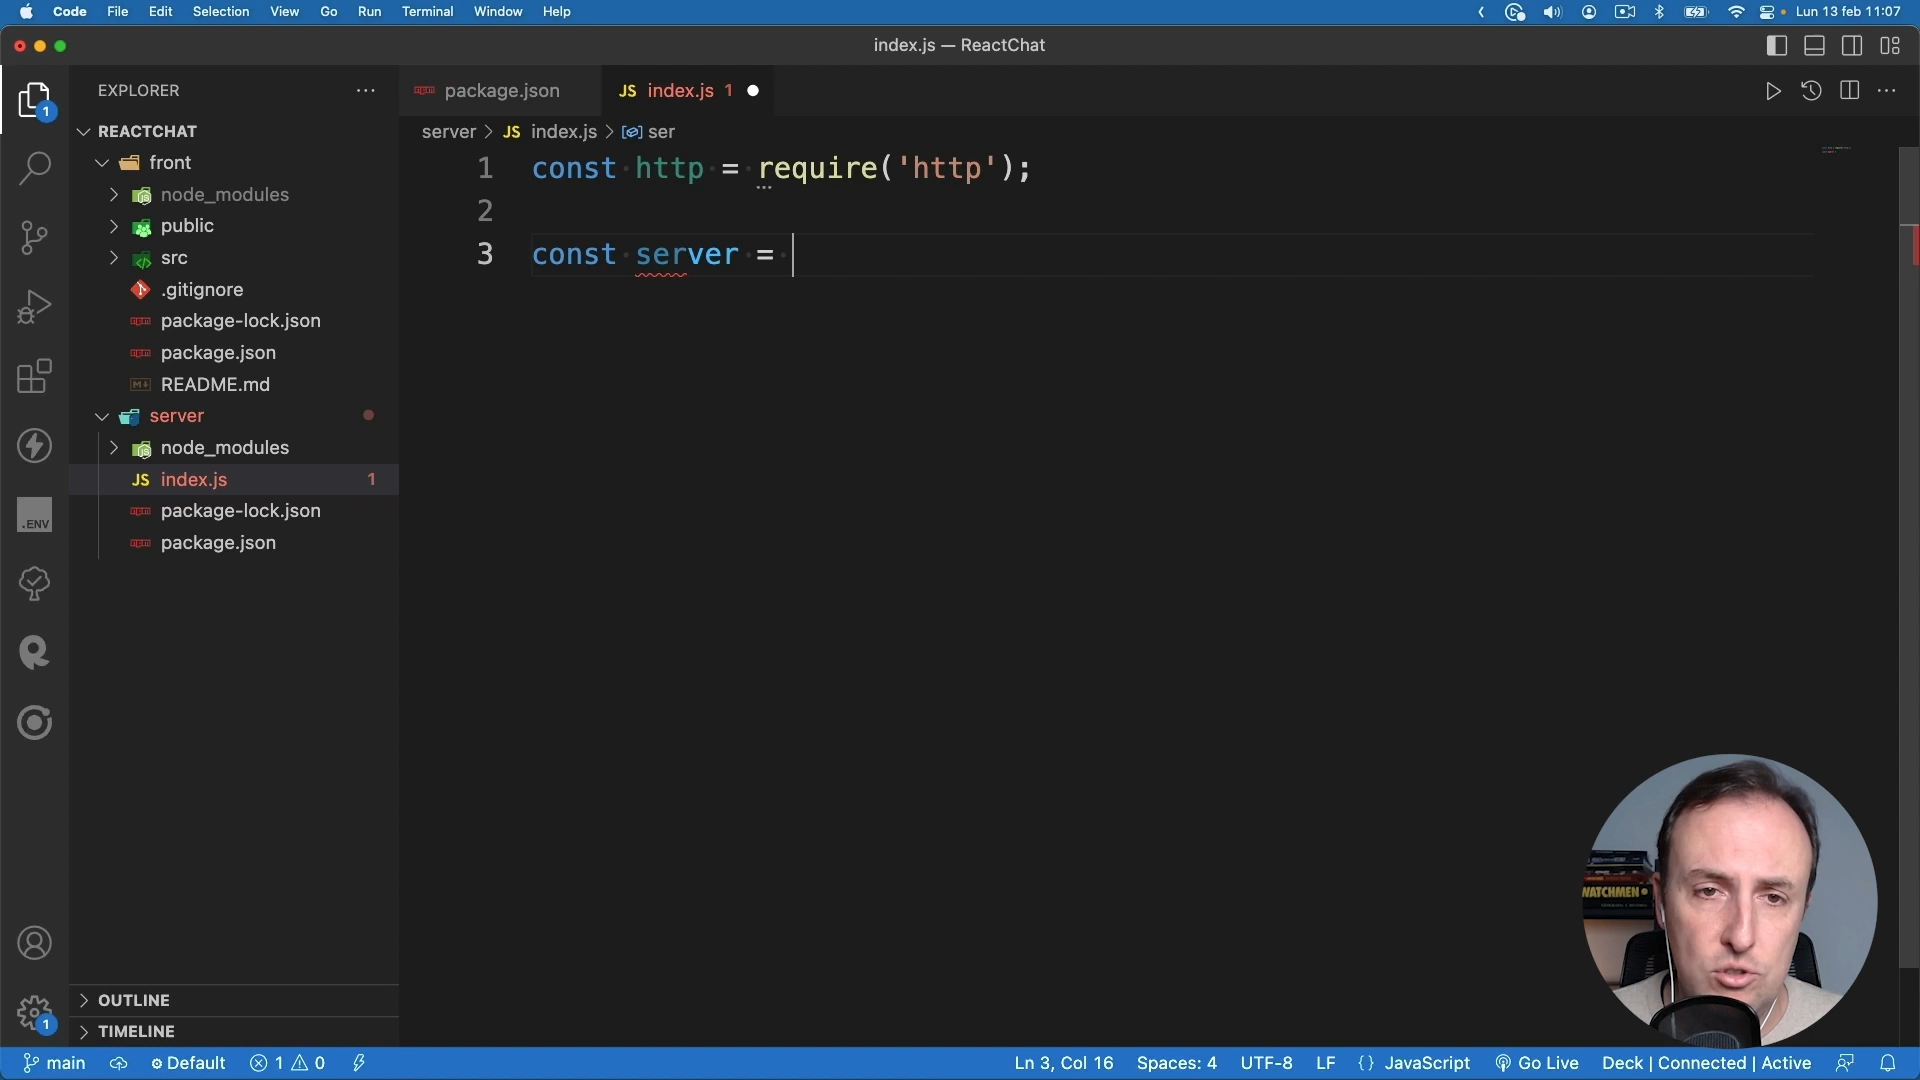 Code File Edit Selection View Go Run Terminal Window Help
Lun 13 feb 11:07
index.js — ReactChat
EXPLORER
REACTCHAT
front
node_modules
public
src
.gitignore
package-lock.json
package.json
README.md
server
node_modules
JS index.js 1
package-lock.json
package.json
OUTLINE
TIMELINE
1
.ENV
1
package.json
JS index.js 1
server > JS index.js > ser
1 const http = require('http');
2
3 const server =
WATCHMEN
main Default 1 0
Ln 3, Col 16 Spaces: 4 UTF-8 LF {} JavaScript Go Live Deck | Connected | Active